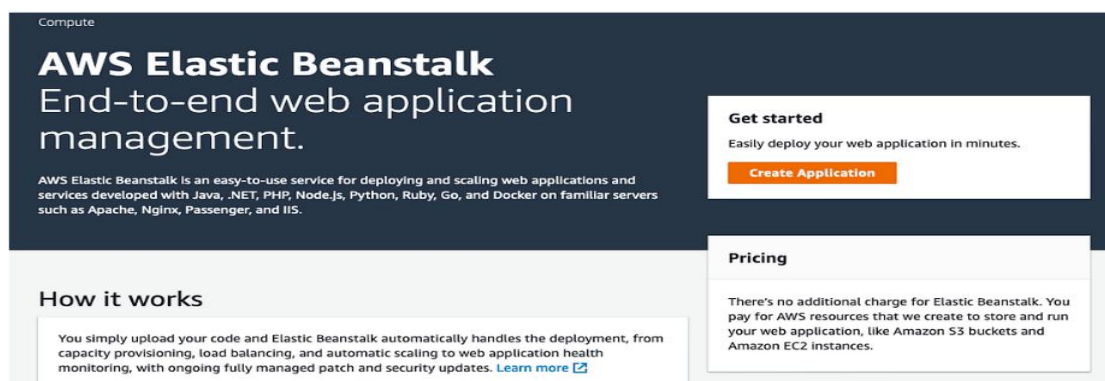 Compute
AWS Elastic Beanstalk
End-to-end web application
management.
AWS Elastic Beanstalk is an easy-to-use service for deploying and scaling web applications and
services developed with Java, .NET, PHP, Node.js, Python, Ruby, Go, and Docker on familiar servers
such as Apache, Nginx, Passenger, and IIS.
Get started
Easily deploy your web application in minutes.
Create Application
Pricing
There's no additional charge for Elastic Beanstalk. You
pay for AWS resources that we create to store and run
your web application, like Amazon S3 buckets and
Amazon EC2 instances.
How it works
You simply upload your code and Elastic Beanstalk automatically handles the deployment, from
capacity provisioning, load balancing, and automatic scaling to web application health
monitoring, with ongoing fully managed patch and security updates. Learn more